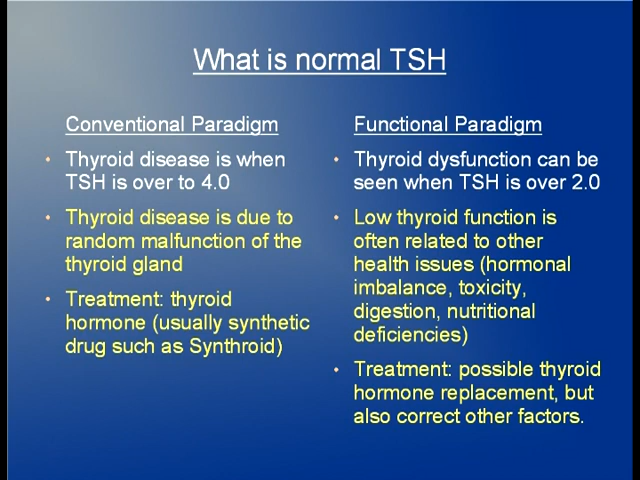 What is normal TSH
Conventional Paradigm
• Thyroid disease is when
TSH is over to 4.0
• Thyroid disease is due to
random malfunction of the
thyroid gland
• Treatment: thyroid
hormone (usually synthetic
drug such as Synthroid)
Functional Paradigm
• Thyroid dysfunction can be
seen when TSH is over 2.0
• Low thyroid function is
often related to other
health issues (hormonal
imbalance, toxicity,
digestion, nutritional
deficiencies)
• Treatment: possible thyroid
hormone replacement, but
also correct other factors.